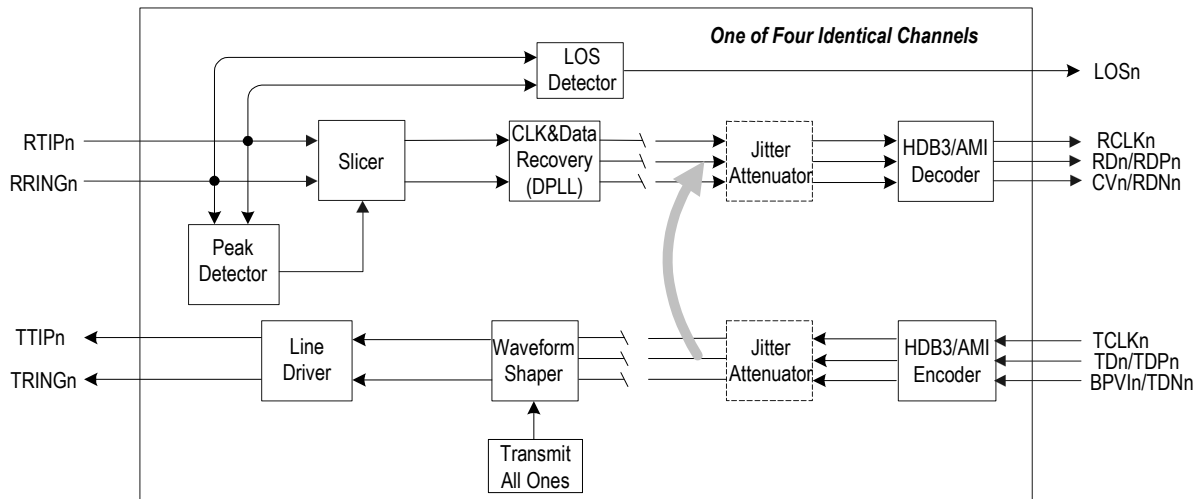 One of Four Identical Channels
LOS
Detector
LOSn
RTIPn
RRINGn
Slicer
CLK&Data
Recovery
(DPLL)
Jitter
Attenuator
HDB3/AMI
Decoder
RCLKn
RDn/RDPn
CVn/RDNn
Peak
Detector
TTIPn
TRINGn
Line
Driver
Waveform
Shaper
Jitter
Attenuator
HDB3/AMI
Encoder
TCLKn
TDn/TDPn
BPVIn/TDNn
Transmit
All Ones